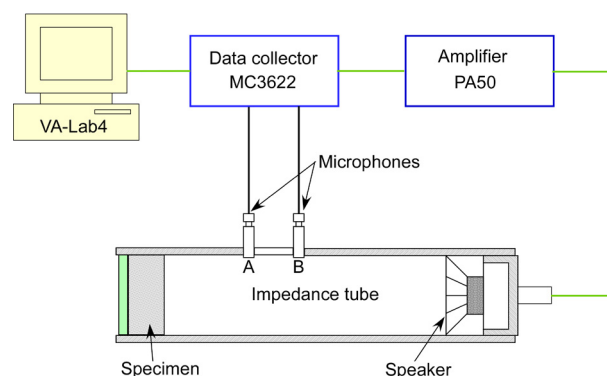 Data collector
MC3622
Amplifier
PA50
VA-Lab4
Microphones
A
B
Impedance tube
Specimen
Speaker